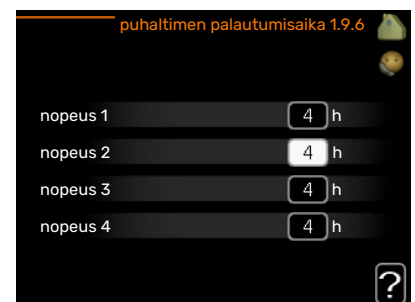 puhaltimen palautumisaika 1.9.6
nopeus 1 4 h
nopeus 2 4 h
nopeus 3 4 h
nopeus 4 4 h
?